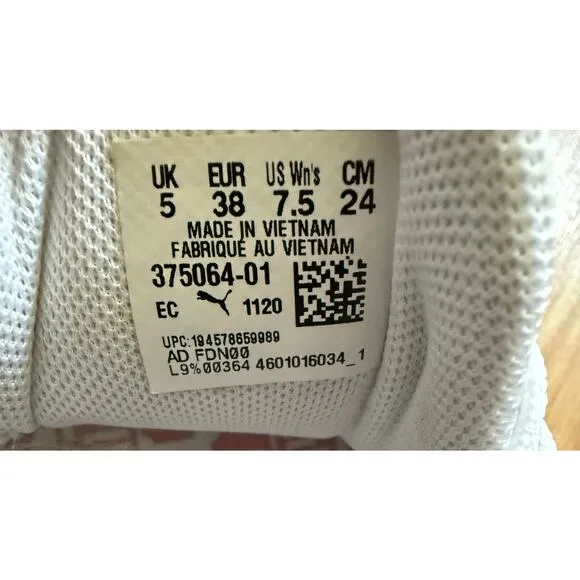 UK EUR US Wn's CM
5 38 7.5 24
MADE IN VIETNAM
FABRIQUÉ AU VIETNAM
375064-01
EC 1120
UPC:194578659989
AD FDN00
L9%00364 4601016034_1